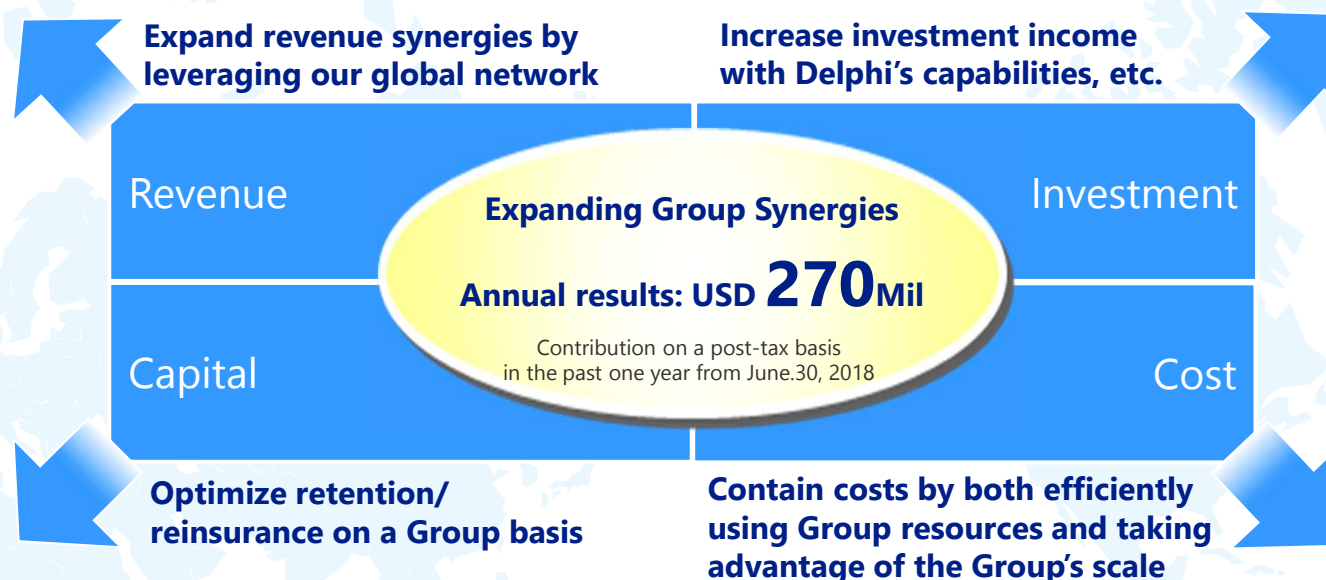 Expand revenue synergies by
leveraging our global network
Increase investment income
with Delphi's capabilities, etc.
Revenue
Investment
Expanding Group Synergies
Annual results: USD 270Mil
Contribution on a post-tax basis
in the past one year from June.30, 2018
Capital
Cost
Optimize retention/
reinsurance on a Group basis
Contain costs by both efficiently
using Group resources and taking
advantage of the Group's scale